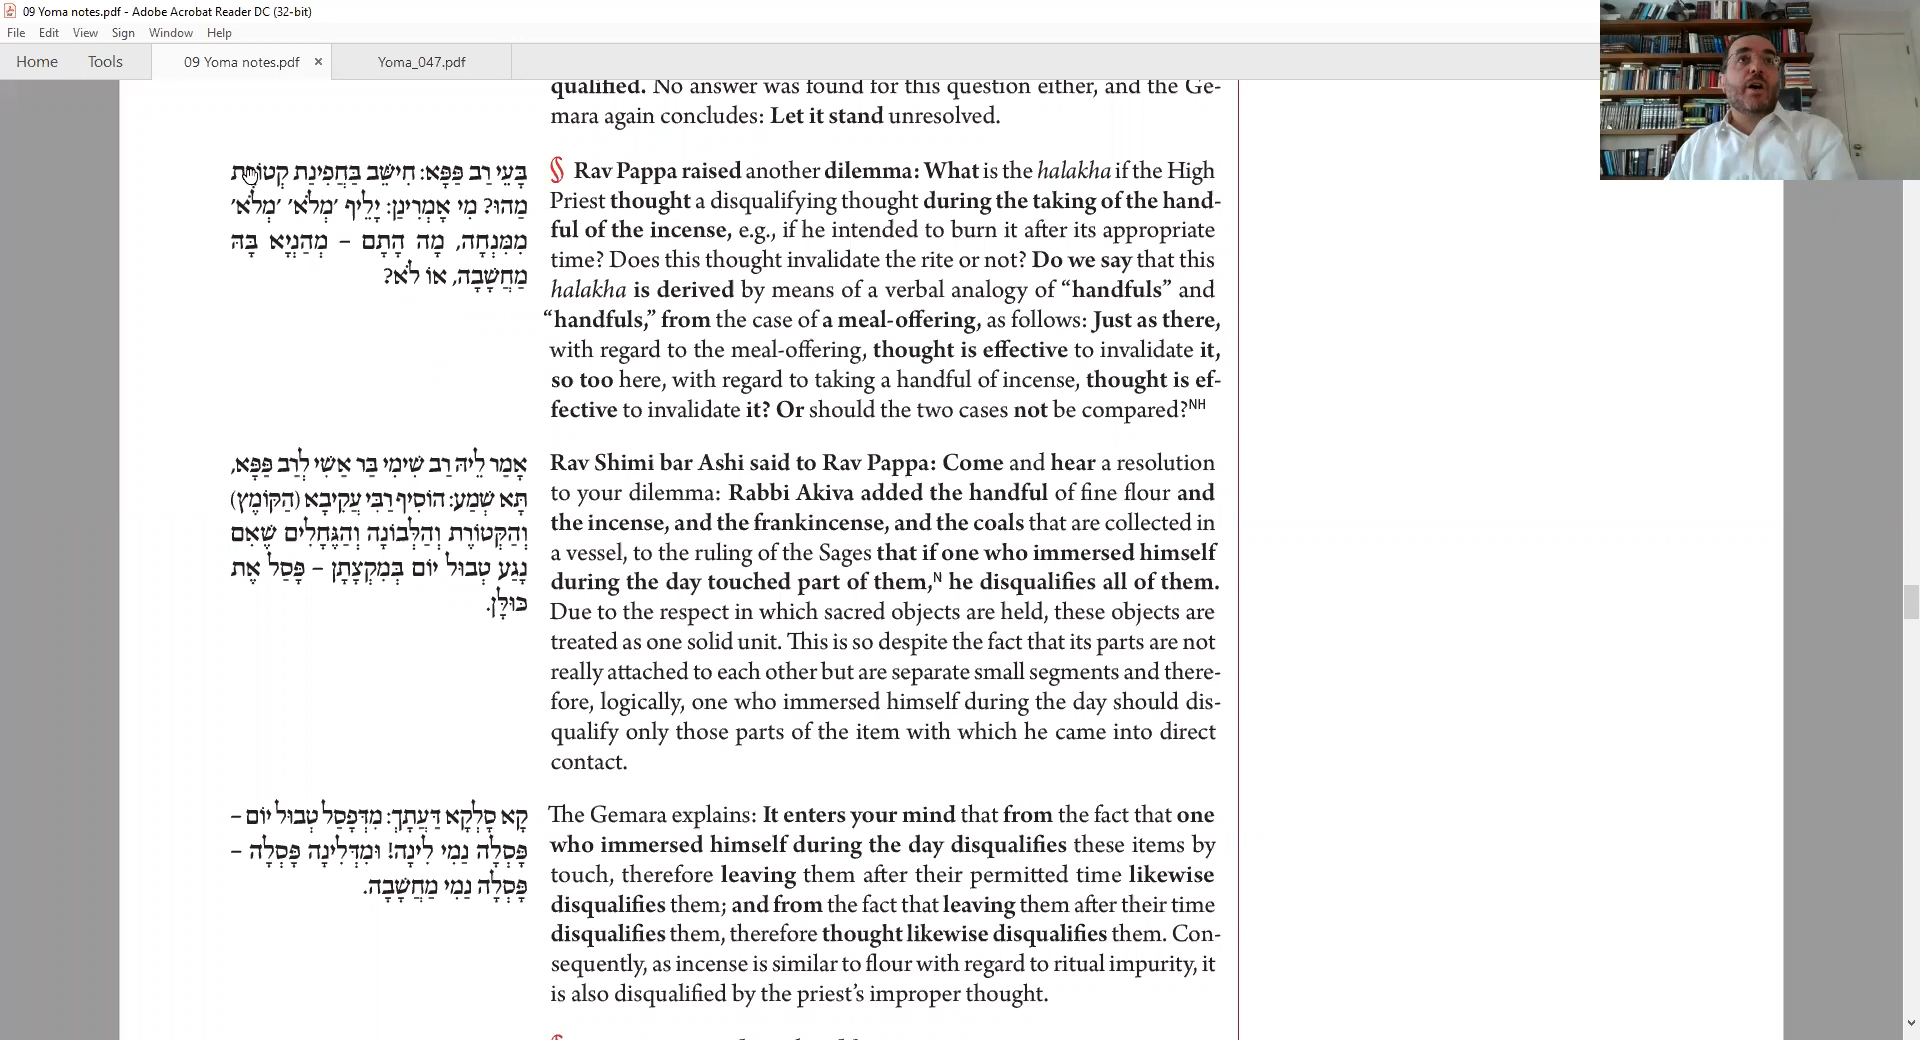 09 Yoma notes.pdf - Adobe Acrobat Reader DC (32-bit)
File Edit View Sign Window Help
Home Tools 09 Yoma notes.pdf × Yoma_047.pdf
qualified. No answer was found for this question either, and the Ge-
mara again concludes: Let it stand unresolved.
בָּעֵי רַב פַּפָּא: חִישֵּׁב בַּחֲפִינַת קְטוֹרֶת
מַהוּ? מִי אָמְרִינַן: יָלֵיף ׳מְלֹא׳ ׳מְלֹא׳
מִמִּנְחָה, מָה הָתָם – מְהַנְיָא בָּהּ
מַחֲשָׁבָה, אוֹ לֹא?
§ Rav Pappa raised another dilemma: What is the halakha if the High
Priest thought a disqualifying thought during the taking of the hand-
ful of the incense, e.g., if he intended to burn it after its appropriate
time? Does this thought invalidate the rite or not? Do we say that this
halakha is derived by means of a verbal analogy of “handfuls” and
“handfuls,” from the case of a meal-offering, as follows: Just as there,
with regard to the meal-offering, thought is effective to invalidate it,
so too here, with regard to taking a handful of incense, thought is ef-
fective to invalidate it? Or should the two cases not be compared?NH
אָמַר לֵיהּ רַב שִׁימִי בַּר אַשִׁי לְרַב פַּפָּא,
תָּא שְׁמַע: הוֹסִיף רַבִּי עֲקִיבָא (הַקּוֹמֶץ)
וְהַקְּטוֹרֶת וְהַלְּבוֹנָה וְהַגֶּחָלִים שֶׁאִם
נָגַע טְבוּל יוֹם בְּמִקְצָתָן – פָּסַל אֶת
כּוּלָּן.
Rav Shimi bar Ashi said to Rav Pappa: Come and hear a resolution
to your dilemma: Rabbi Akiva added the handful of fine flour and
the incense, and the frankincense, and the coals that are collected in
a vessel, to the ruling of the Sages that if one who immersed himself
during the day touched part of them,N he disqualifies all of them.
Due to the respect in which sacred objects are held, these objects are
treated as one solid unit. This is so despite the fact that its parts are not
really attached to each other but are separate small segments and there-
fore, logically, one who immersed himself during the day should dis-
qualify only those parts of the item with which he came into direct
contact.
קָא סָלְקָא דַּעְתָּךְ: מִדְּפָסַל טְבוּל יוֹם –
פָּסְלָה נַמִי לִינָה! וּמִדְּלִינָה פָּסְלָה –
פָּסְלָה נַמִי מַחֲשָׁבָה.
The Gemara explains: It enters your mind that from the fact that one
who immersed himself during the day disqualifies these items by
touch, therefore leaving them after their permitted time likewise
disqualifies them; and from the fact that leaving them after their time
disqualifies them, therefore thought likewise disqualifies them. Con-
sequently, as incense is similar to flour with regard to ritual impurity, it
is also disqualified by the priest’s improper thought.